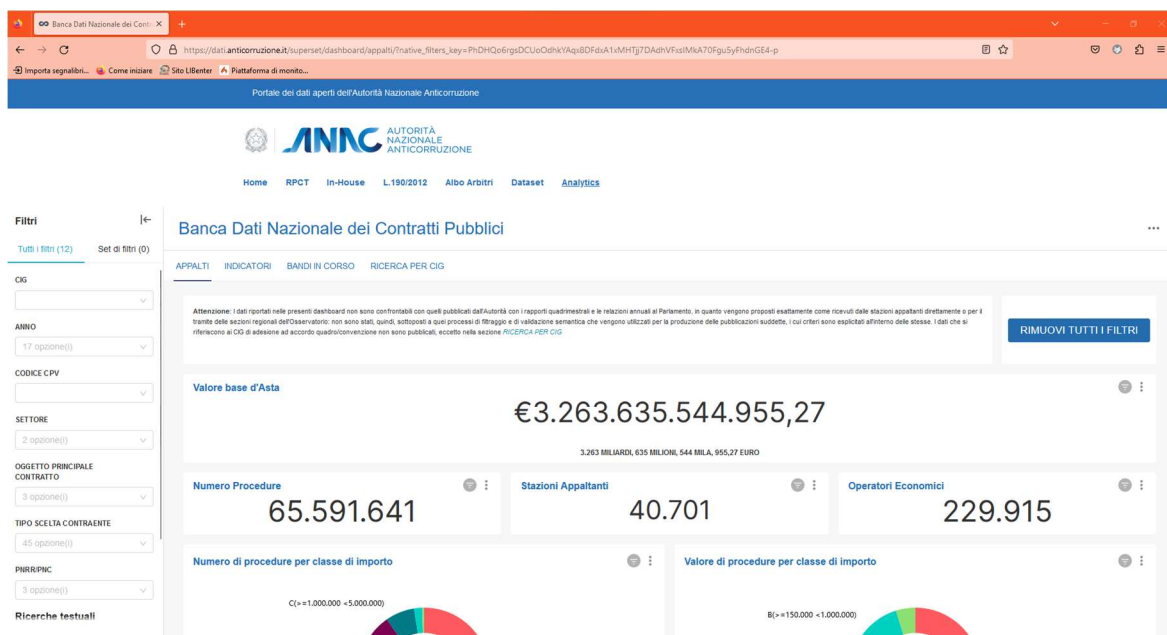 Banca Dati Nazionale dei Contr
https://dati.anticorruzione.it/superset/dashboard/appalti/?native_filters_key=PhDHQo6rgsDCUoOdhkYAqx8DFdxA1xMHTJj7DAdhVFxsIMkA70Fgu5yFhdnGE4-p
Importa segnalibri... Come iniziare Sito LIBenter Piattaforma di monito...
Portale dei dati aperti dell'Autorità Nazionale Anticorruzione
ANAC
AUTORITÀ
NAZIONALE
ANTICORRUZIONE
Home RPCT In-House L.190/2012 Albo Arbitri Dataset Analytics
Filtri
Tutti i filtri (12) Set di filtri (0)
CIG
ANNO
17 opzione(i)
CODICE CPV
SETTORE
2 opzione(i)
OGGETTO PRINCIPALE
CONTRATTO
3 opzione(i)
TIPO SCELTA CONTRAENTE
45 opzione(i)
PNRR/PNC
3 opzione(i)
Ricerche testuali
Banca Dati Nazionale dei Contratti Pubblici
APPALTI INDICATORI BANDI IN CORSO RICERCA PER CIG
Attenzione: I dati riportati nelle presenti dashboard non sono confrontabili con quelli pubblicati dall'Autorità con i rapporti quadrimestrali e le relazioni annuali al Parlamento, in quanto vengono proposti esattamente come ricevuti dalle stazioni appaltanti direttamente o per il
tramite delle sezioni regionali dell'Osservatorio: non sono stati, quindi, sottoposti a quei processi di filtraggio e di validazione semantica che vengono utilizzati per la produzione delle pubblicazioni suddette, i cui criteri sono esplicitati all'interno delle stesse. I dati che si
riferiscono ai CIG di adesione ad accordo quadro/convenzione non sono pubblicati, eccetto nella sezione RICERCA PER CIG
RIMUOVI TUTTI I FILTRI
Valore base d'Asta
€3.263.635.544.955,27
3.263 MILIARDI, 635 MILIONI, 544 MILA, 955,27 EURO
Numero Procedure
65.591.641
Stazioni Appaltanti
40.701
Operatori Economici
229.915
Numero di procedure per classe di importo
C(>=1.000.000 <5.000.000)
Valore di procedure per classe di importo
B(>=150.000 <1.000.000)